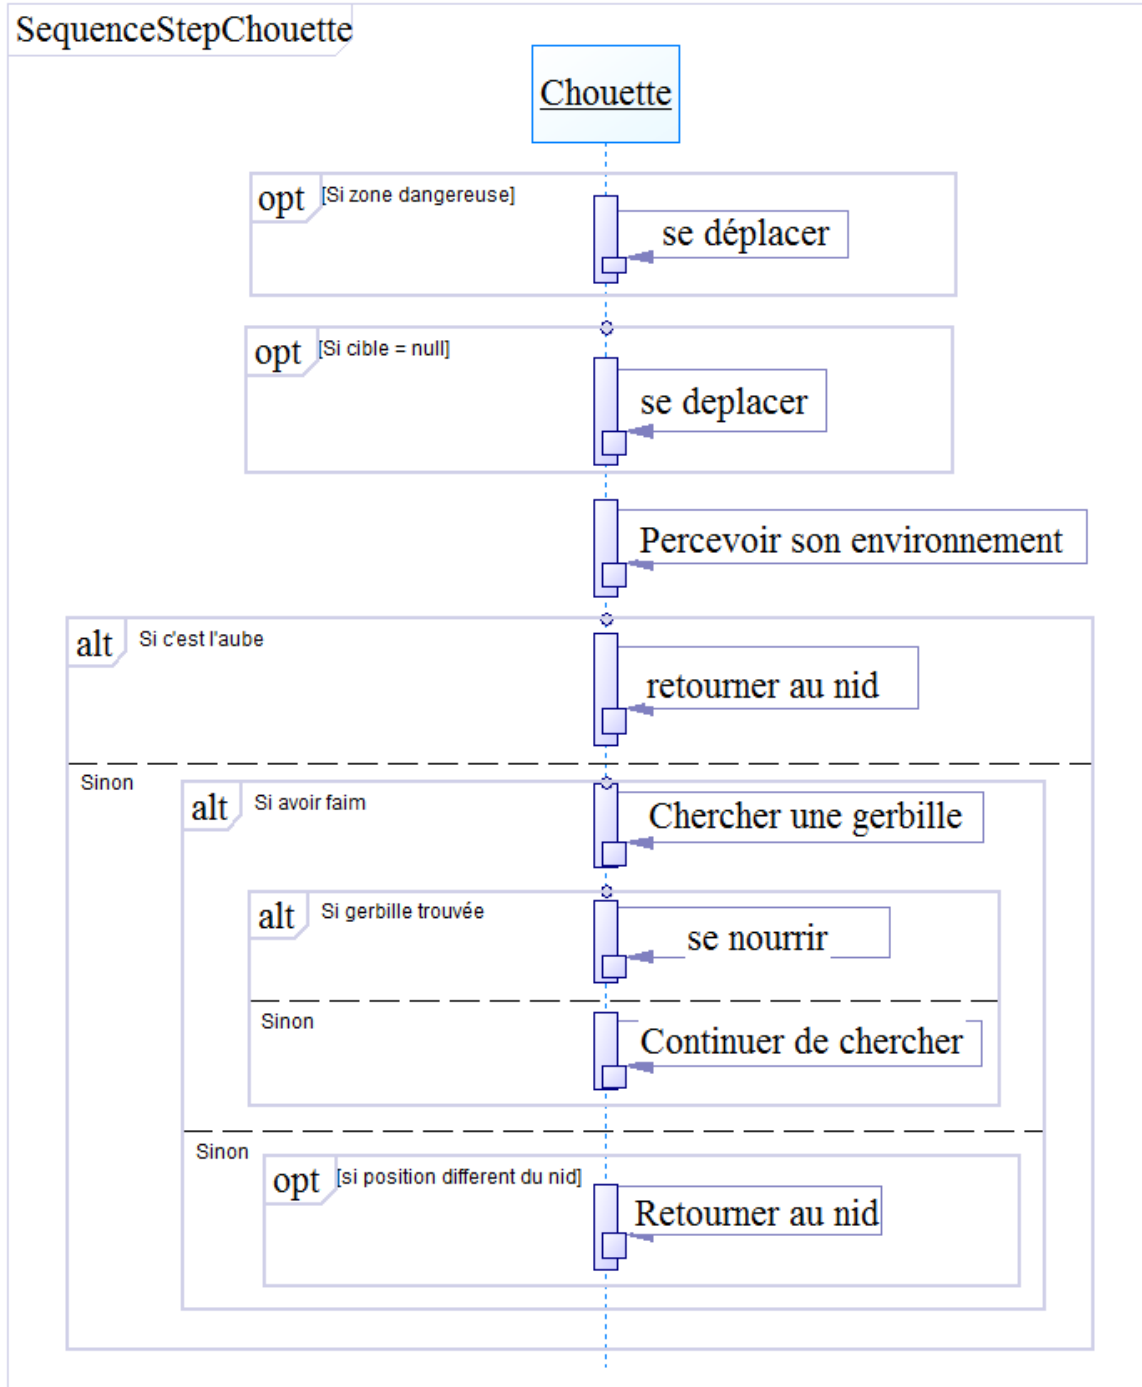 SequenceStepChouette
Chouette
opt [Si zone dangereuse]
se déplacer
opt [Si cible = null]
se deplacer
Percevoir son environnement
alt Si c'est l'aube
retourner au nid
Sinon
alt Si avoir faim
Chercher une gerbille
alt Si gerbille trouvée
se nourrir
Sinon
Continuer de chercher
Sinon
opt [si position different du nid]
Retourner au nid